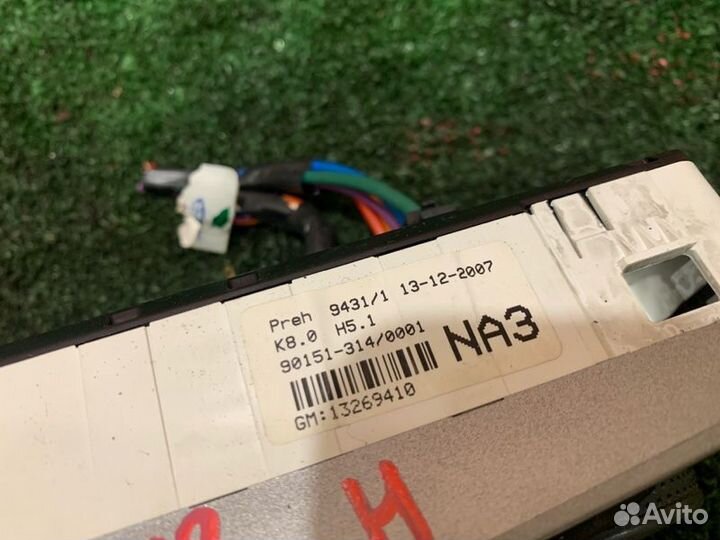 Preh 9431/1 13-12-2007
K8.0 H5.1
90151-314/0001
NA3
GM:13269410
Avito